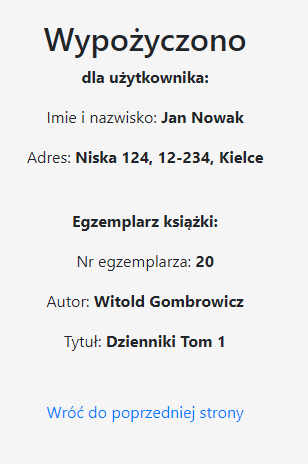 Wypożyczono
dla użytkownika:
Imie i nazwisko: Jan Nowak
Adres: Niska 124, 12-234, Kielce
Egzemplarz książki:
Nr egzemplarza: 20
Autor: Witold Gombrowicz
Tytuł: Dzienniki Tom 1
Wróć do poprzedniej strony